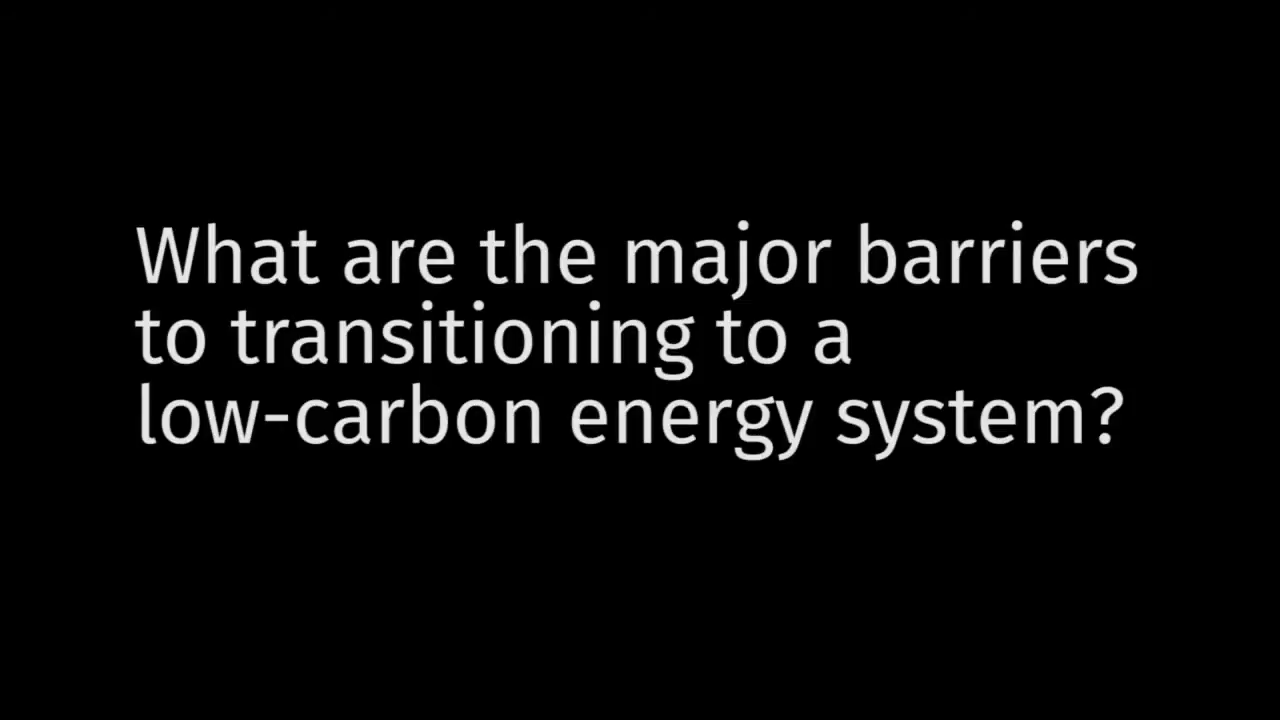 What are the major barriers
to transitioning to a
low-carbon energy system?